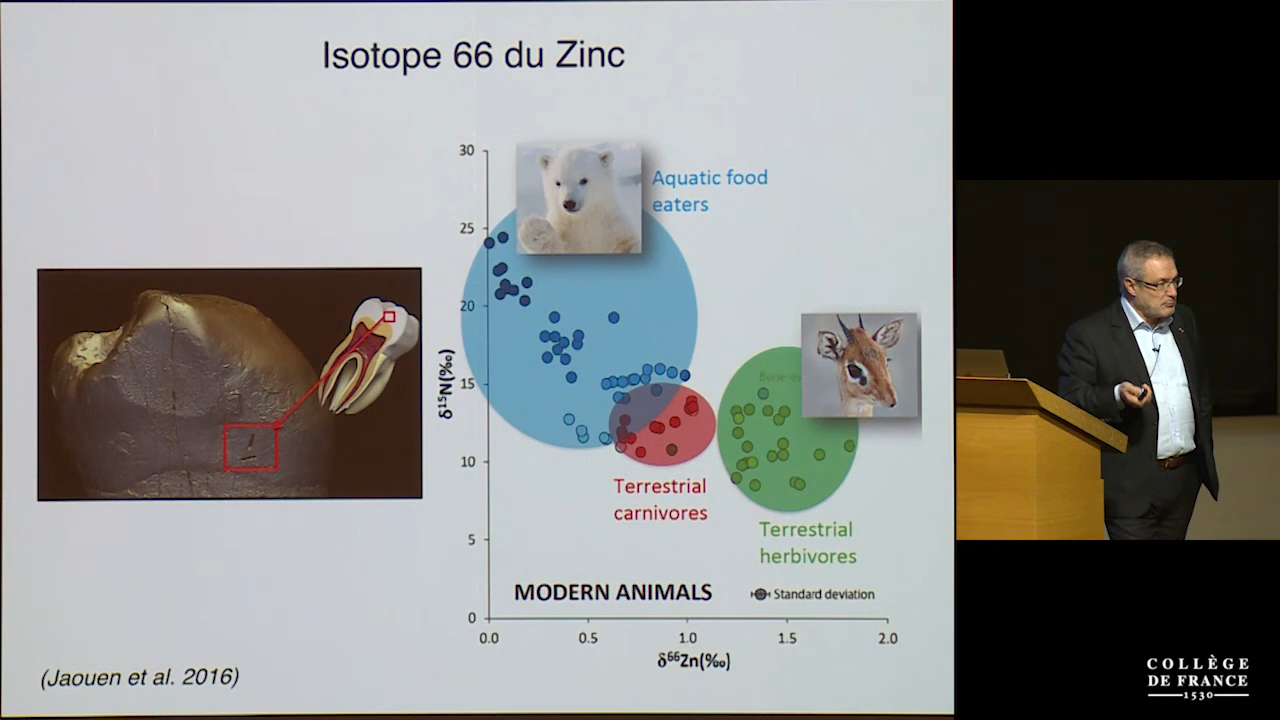 Isotope 66 du Zinc
30
25
20
15
10
5
0
δ¹⁵N(‰)
Aquatic food
eaters
Terrestrial
carnivores
Terrestrial
herbivores
MODERN ANIMALS
Standard deviation
0.0 0.5 1.0 1.5 2.0
δ⁶⁶Zn(‰)
(Jaouen et al. 2016)
COLLÈGE
DE FRANCE
1530